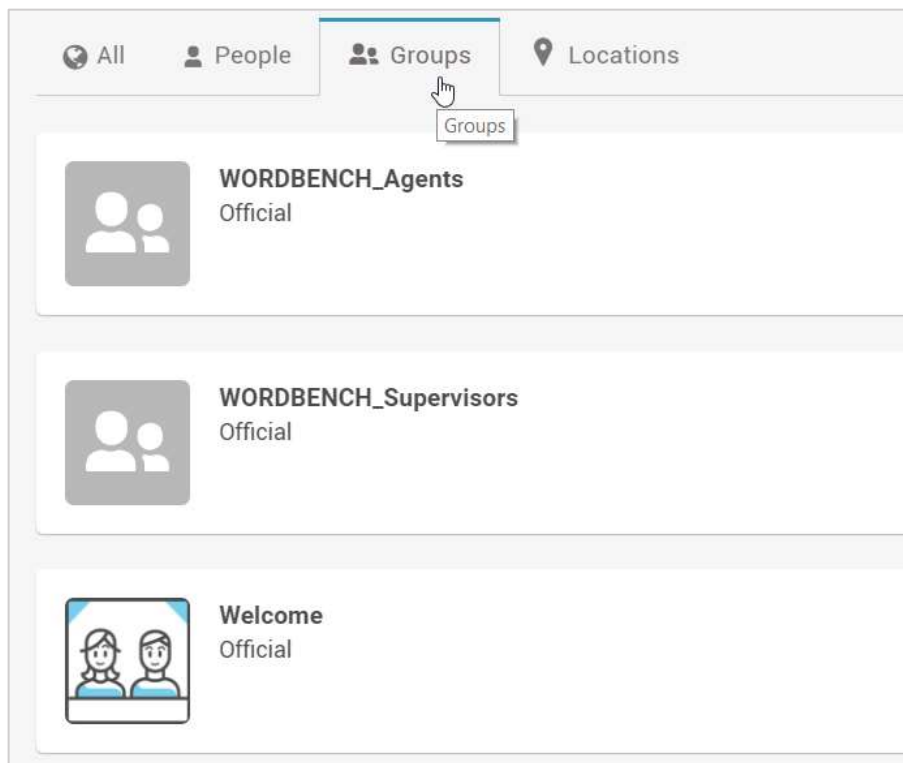 All People Groups Locations
Groups
WORDBENCH_Agents
Official
WORDBENCH_Supervisors
Official
Welcome
Official